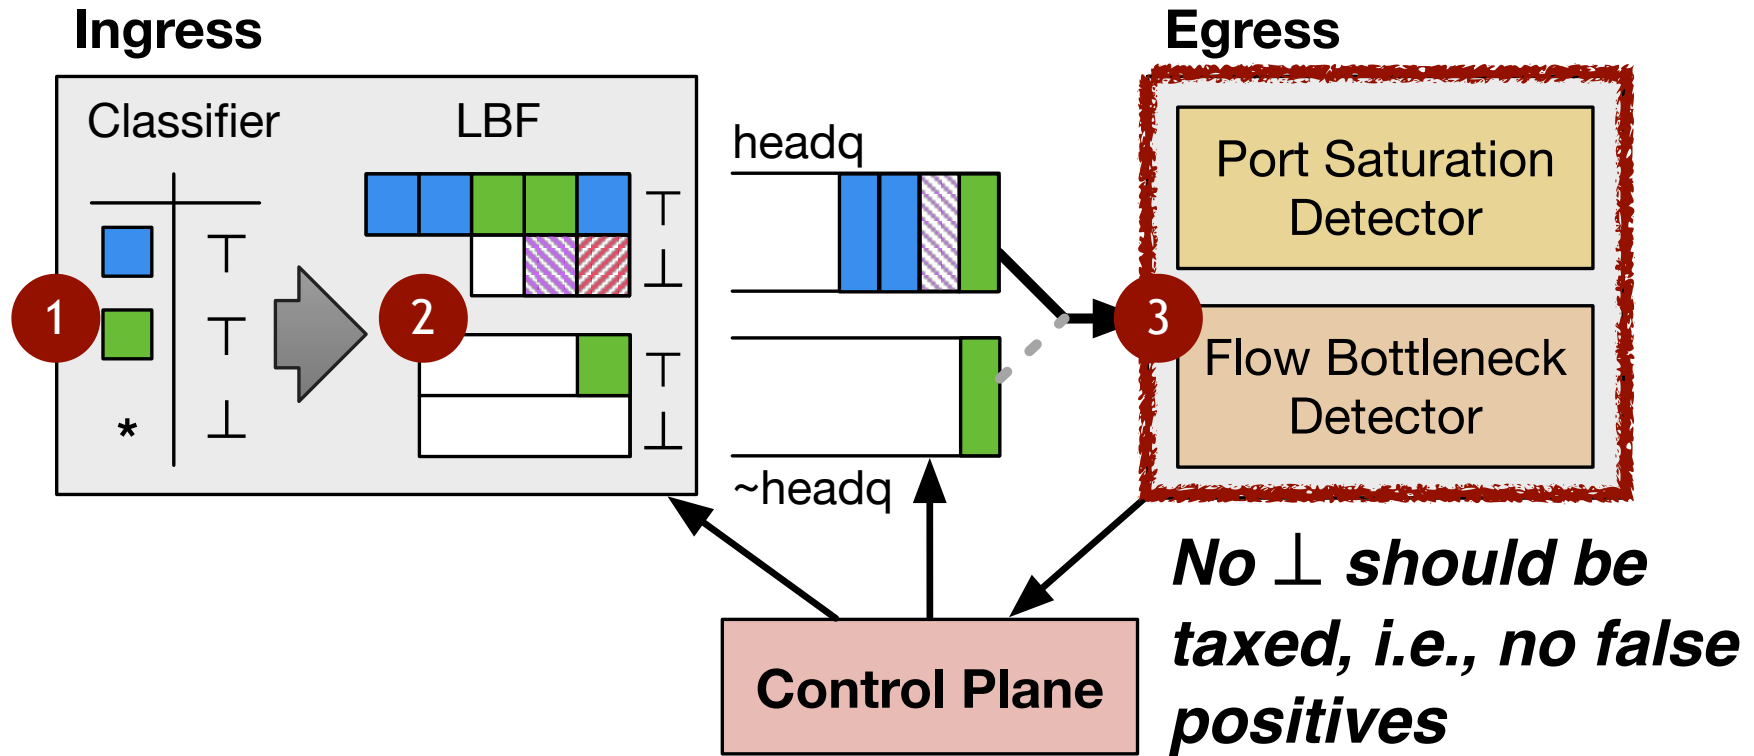 Ingress
Egress
Classifier
LBF
⊤
⊤
*
⊥
1
2
⊤
⊥
⊤
⊥
headq
~headq
3
Port Saturation
Detector
Flow Bottleneck
Detector
Control Plane
No ⊥ should be
taxed, i.e., no false
positives